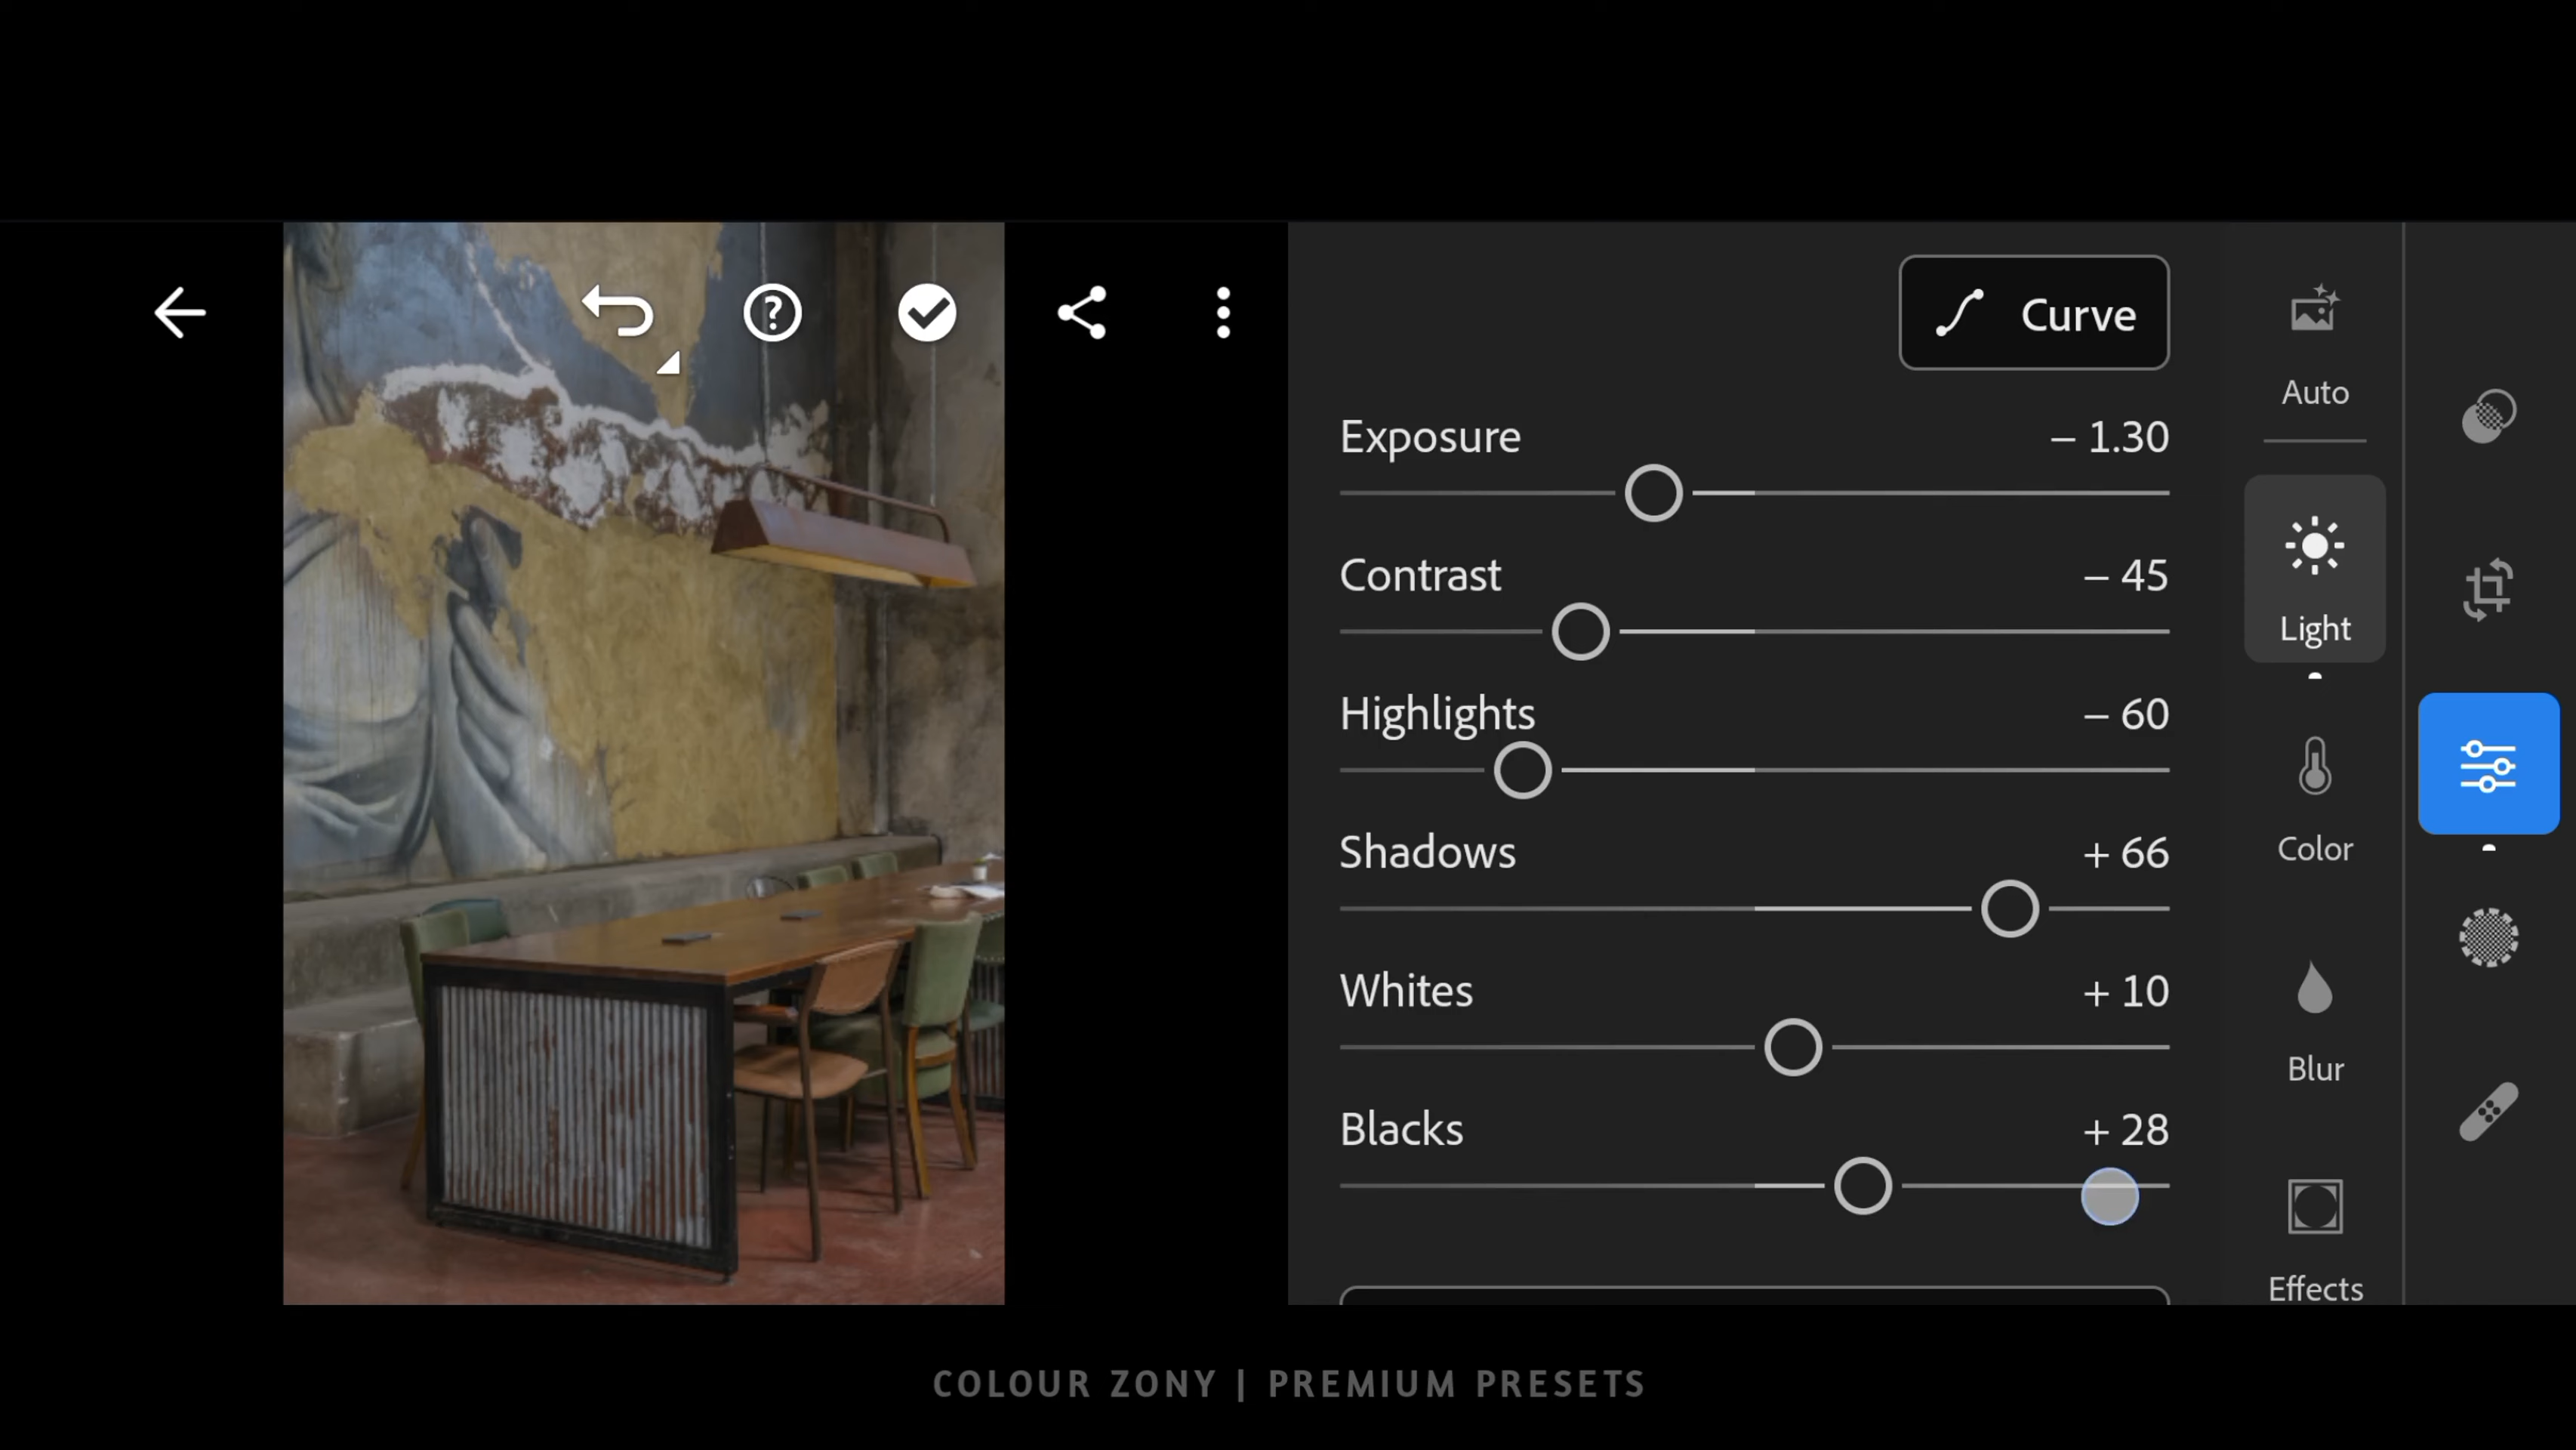 Curve
Auto
Exposure – 1.30
Contrast – 45
Light
Highlights – 60
Shadows + 66
Color
Whites + 10
Blur
Blacks + 28
Effects
COLOUR ZONY | PREMIUM PRESETS